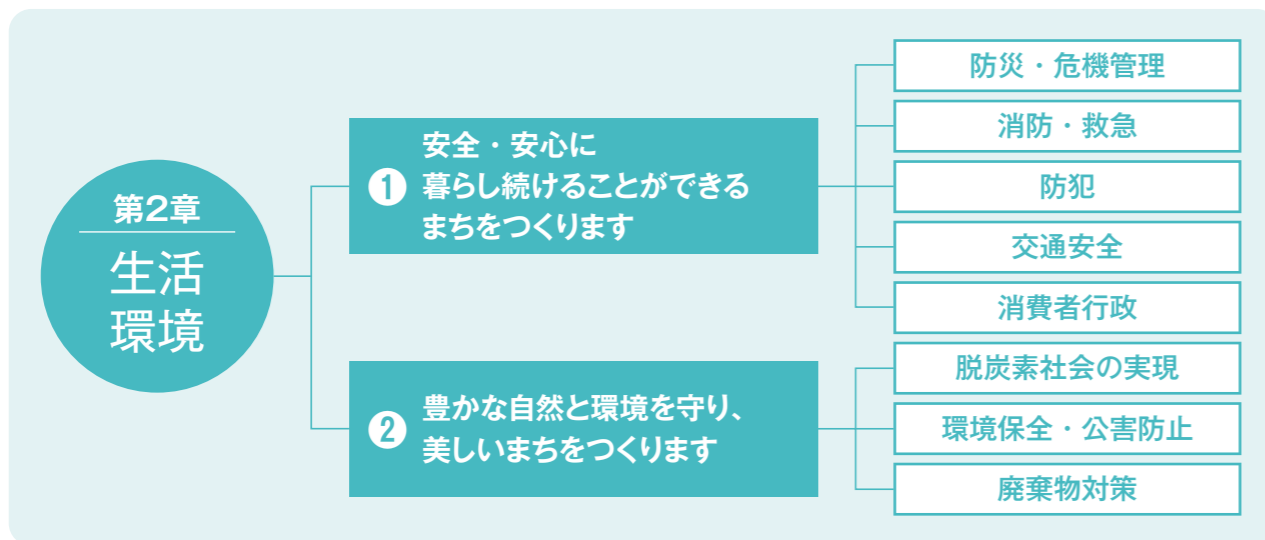 第2章
生活
環境
❶
安全・安心に
暮らし続けることができる
まちをつくります
防災・危機管理
消防・救急
防犯
交通安全
消費者行政
❷
豊かな自然と環境を守り、
美しいまちをつくります
脱炭素社会の実現
環境保全・公害防止
廃棄物対策